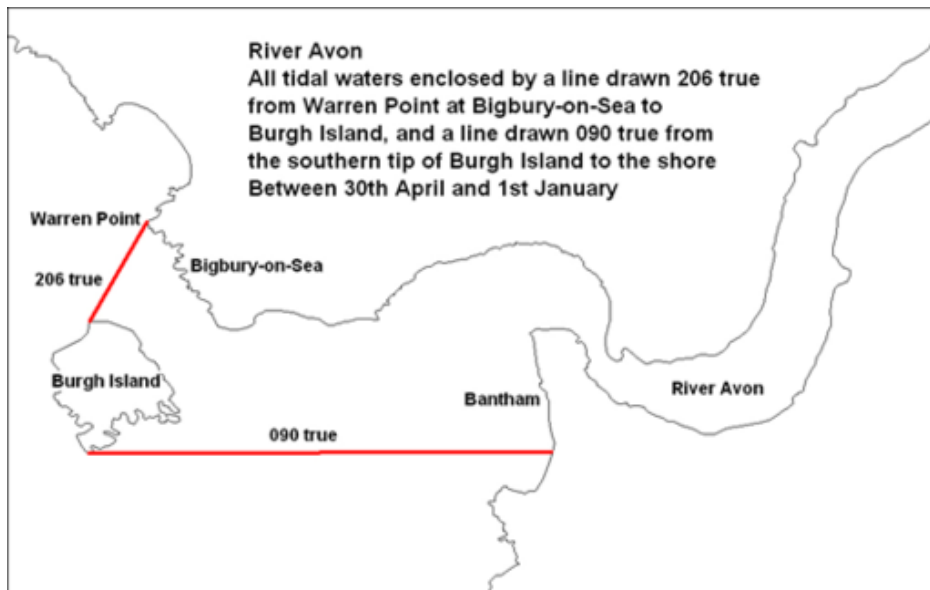 River Avon
All tidal waters enclosed by a line drawn 206 true
from Warren Point at Bigbury-on-Sea to
Burgh Island, and a line drawn 090 true from
the southern tip of Burgh Island to the shore
Between 30th April and 1st January
Warren Point
Bigbury-on-Sea
206 true
Burgh Island
River Avon
Bantham
090 true